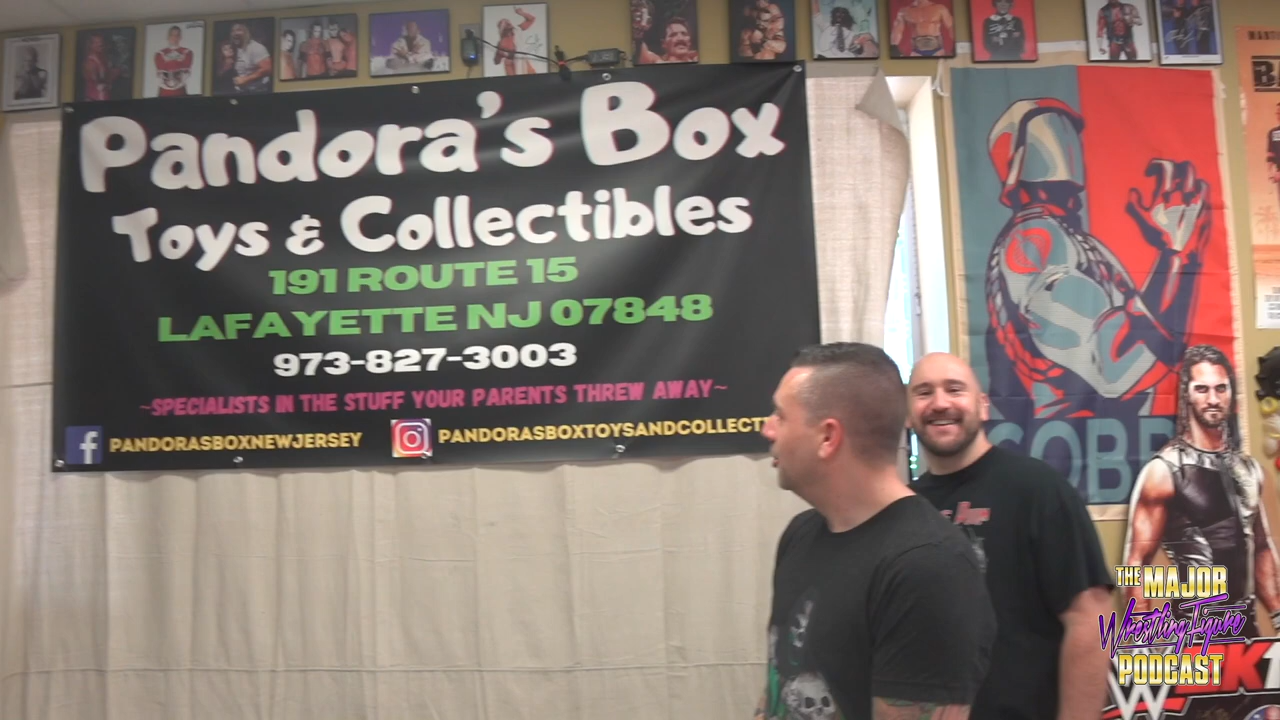 Pandora's Box
Toys & Collectibles
191 ROUTE 15
LAFAYETTE NJ 07848
973-827-3003
~SPECIALISTS IN THE STUFF YOUR PARENTS THREW AWAY~
PANDORASBOXNEWJERSEY
PANDORASBOXTOYSANDCOLLECT
COBR
THE MAJOR
Wrestling Figure
PODCAST